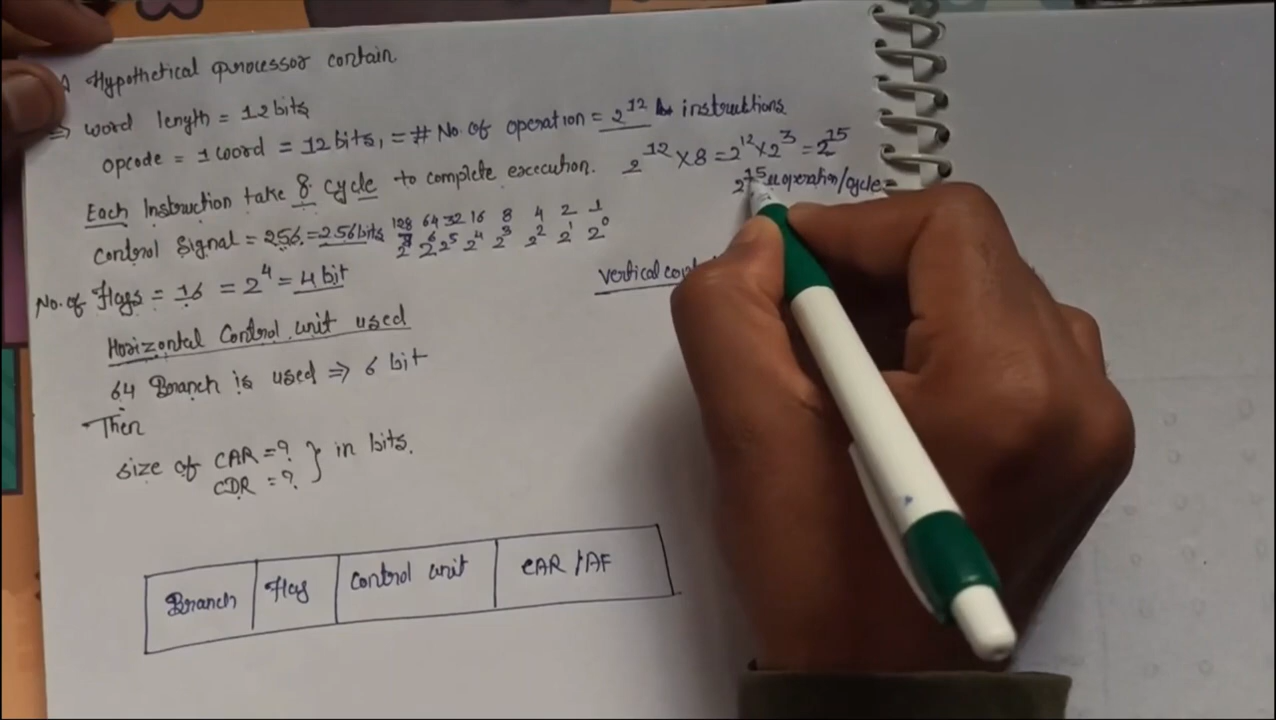 A Hypothetical processor contain
⇒ word length = 12 bits
opcode = 1 word = 12 bits, = # No. of operation = 2^12 instructions
Each Instruction take 8 cycle to complete execution. 2^12 × 8 = 2^12 × 2^3 = 2^15
2^15 μoperation/cycle =
Control Signal = 256 = 256 bits
128 64 32 16 8 4 2 1
2^7 2^6 2^5 2^4 2^3 2^2 2^1 2^0
No. of Flags = 16 = 2^4 = 4 bit
Vertical cont
Horizontal Control unit used
64 Branch is used ⇒ 6 bit
Then
size of CAR = ? } in bits.
CDR = ?
Branch Flag Control unit CAR / AF